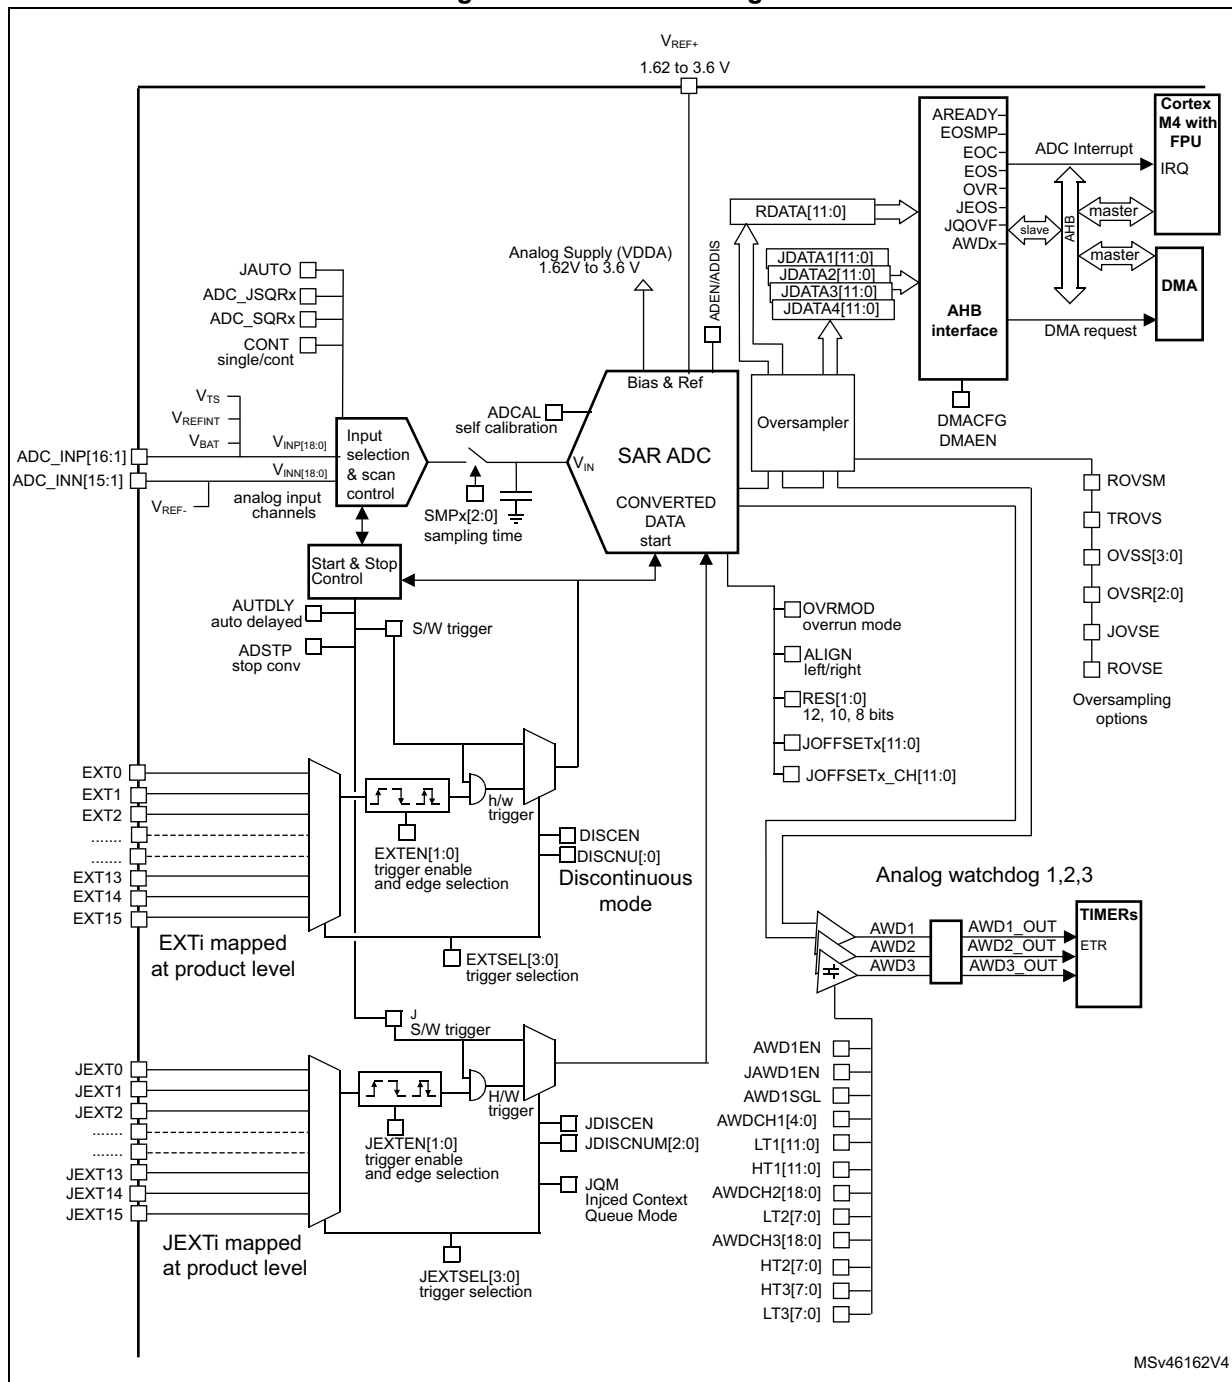 VREF+
1.62 to 3.6 V
Cortex
M4 with
FPU
IRQ
AREADY
EOSMP
EOC
EOS
OVR
JEOS
JQOVF
AWDx
ADC Interrupt
AHB
slave
master
master
DMA
DMA request
AHB
interface
DMACFG
DMAEN
RDATA[11:0]
JDATA1[11:0]
JDATA2[11:0]
JDATA3[11:0]
JDATA4[11:0]
Analog Supply (VDDA)
1.62V to 3.6 V
ADEN/ADDIS
JAUTO
ADC_JSQRx
ADC_SQRx
CONT
single/cont
VTS
VREFINT
VBAT
ADC_INP[16:1]
ADC_INN[15:1]
VREF-
VINP[18:0]
VINN[18:0]
analog input
channels
Input
selection
& scan
control
ADCAL
self calibration
SMPx[2:0]
sampling time
Bias & Ref
SAR ADC
VIN
CONVERTED
DATA
start
Oversampler
ROVSM
TROVS
OVSS[3:0]
OVSR[2:0]
JOVSE
ROVSE
Oversampling
options
Start & Stop
Control
AUTDLY
auto delayed
ADSTP
stop conv
S/W trigger
OVRMOD
overrun mode
ALIGN
left/right
RES[1:0]
12, 10, 8 bits
JOFFSETx[11:0]
JOFFSETx_CH[11:0]
EXT0
EXT1
EXT2
.......
.......
EXT13
EXT14
EXT15
EXTi mapped
at product level
EXTEN[1:0]
trigger enable
and edge selection
h/w
trigger
DISCEN
DISCNU[:0]
Discontinuous
mode
EXTSEL[3:0]
trigger selection
Analog watchdog 1,2,3
AWD1
AWD2
AWD3
AWD1_OUT
AWD2_OUT
AWD3_OUT
TIMERs
ETR
J
S/W trigger
JEXT0
JEXT1
JEXT2
.......
.......
JEXT13
JEXT14
JEXT15
JEXTi mapped
at product level
JEXTEN[1:0]
trigger enable
and edge selection
H/W
trigger
JDISCEN
JDISCNUM[2:0]
JQM
Injced Context
Queue Mode
JEXTSEL[3:0]
trigger selection
AWD1EN
JAWD1EN
AWD1SGL
AWDCH1[4:0]
LT1[11:0]
HT1[11:0]
AWDCH2[18:0]
LT2[7:0]
AWDCH3[18:0]
HT2[7:0]
HT3[7:0]
LT3[7:0]
MSv46162V4